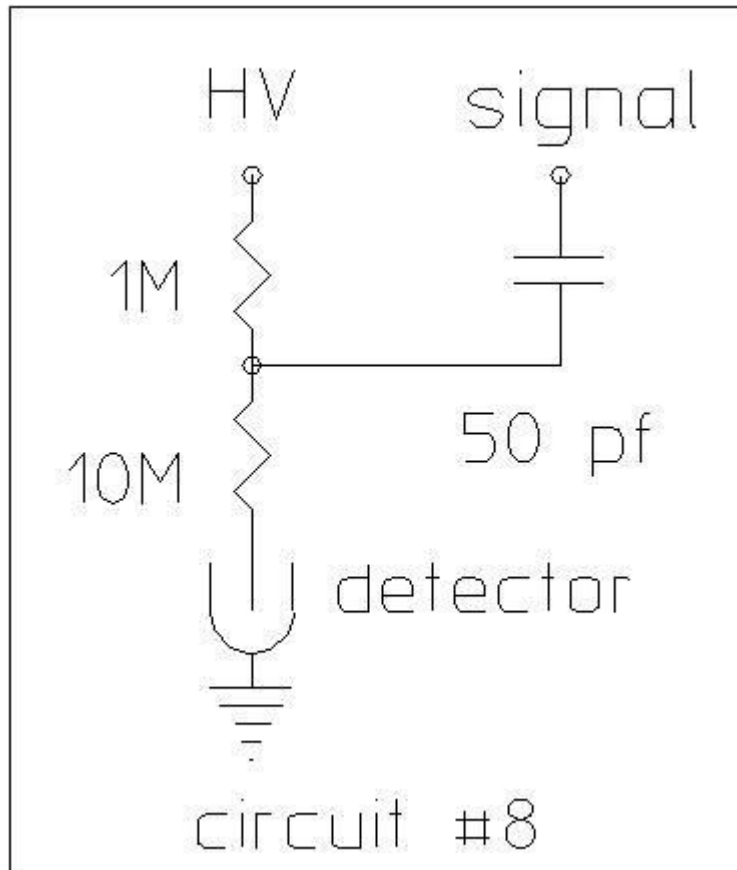 HV
signal
1M
50 pf
10M
detector
circuit #8